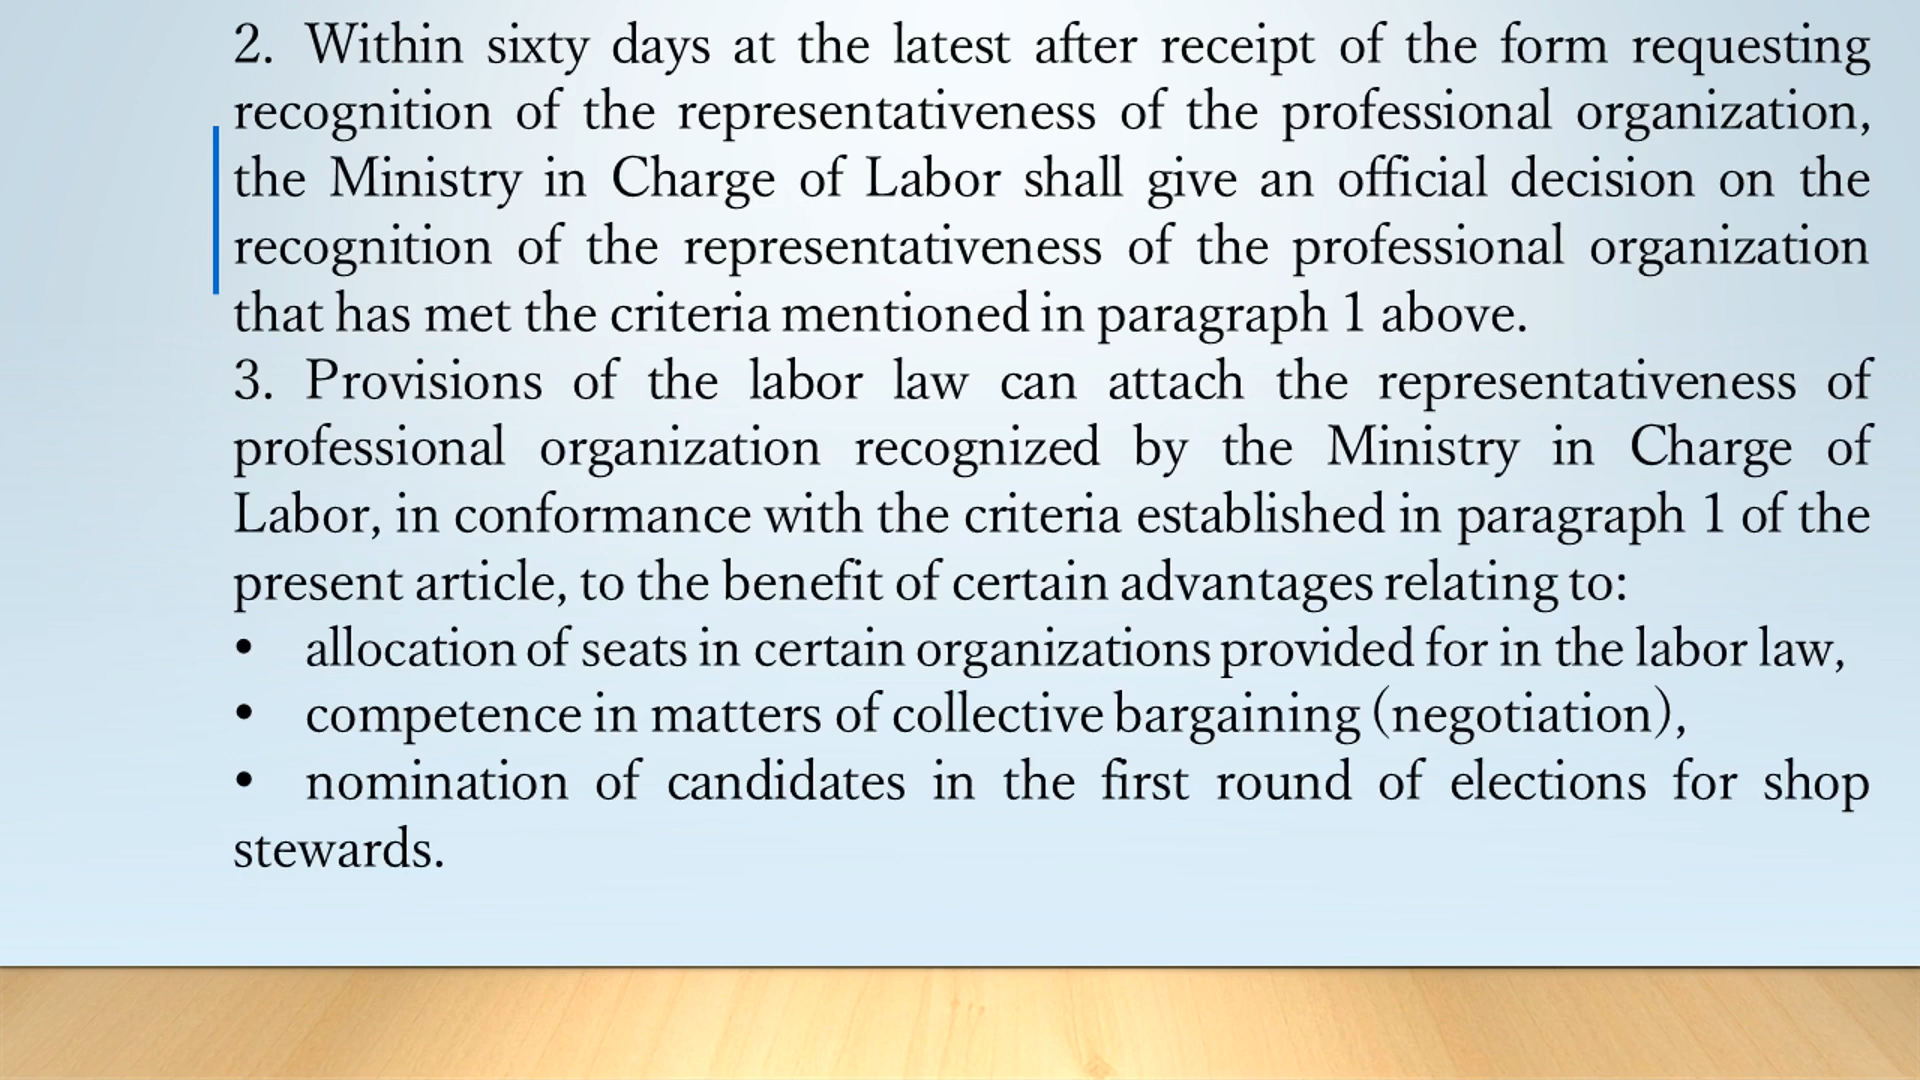 2. Within sixty days at the latest after receipt of the form requesting
recognition of the representativeness of the professional organization,
the Ministry in Charge of Labor shall give an official decision on the
recognition of the representativeness of the professional organization
that has met the criteria mentioned in paragraph 1 above.
3. Provisions of the labor law can attach the representativeness of
professional organization recognized by the Ministry in Charge of
Labor, in conformance with the criteria established in paragraph 1 of the
present article, to the benefit of certain advantages relating to:
• allocation of seats in certain organizations provided for in the labor law,
• competence in matters of collective bargaining (negotiation),
• nomination of candidates in the first round of elections for shop
stewards.